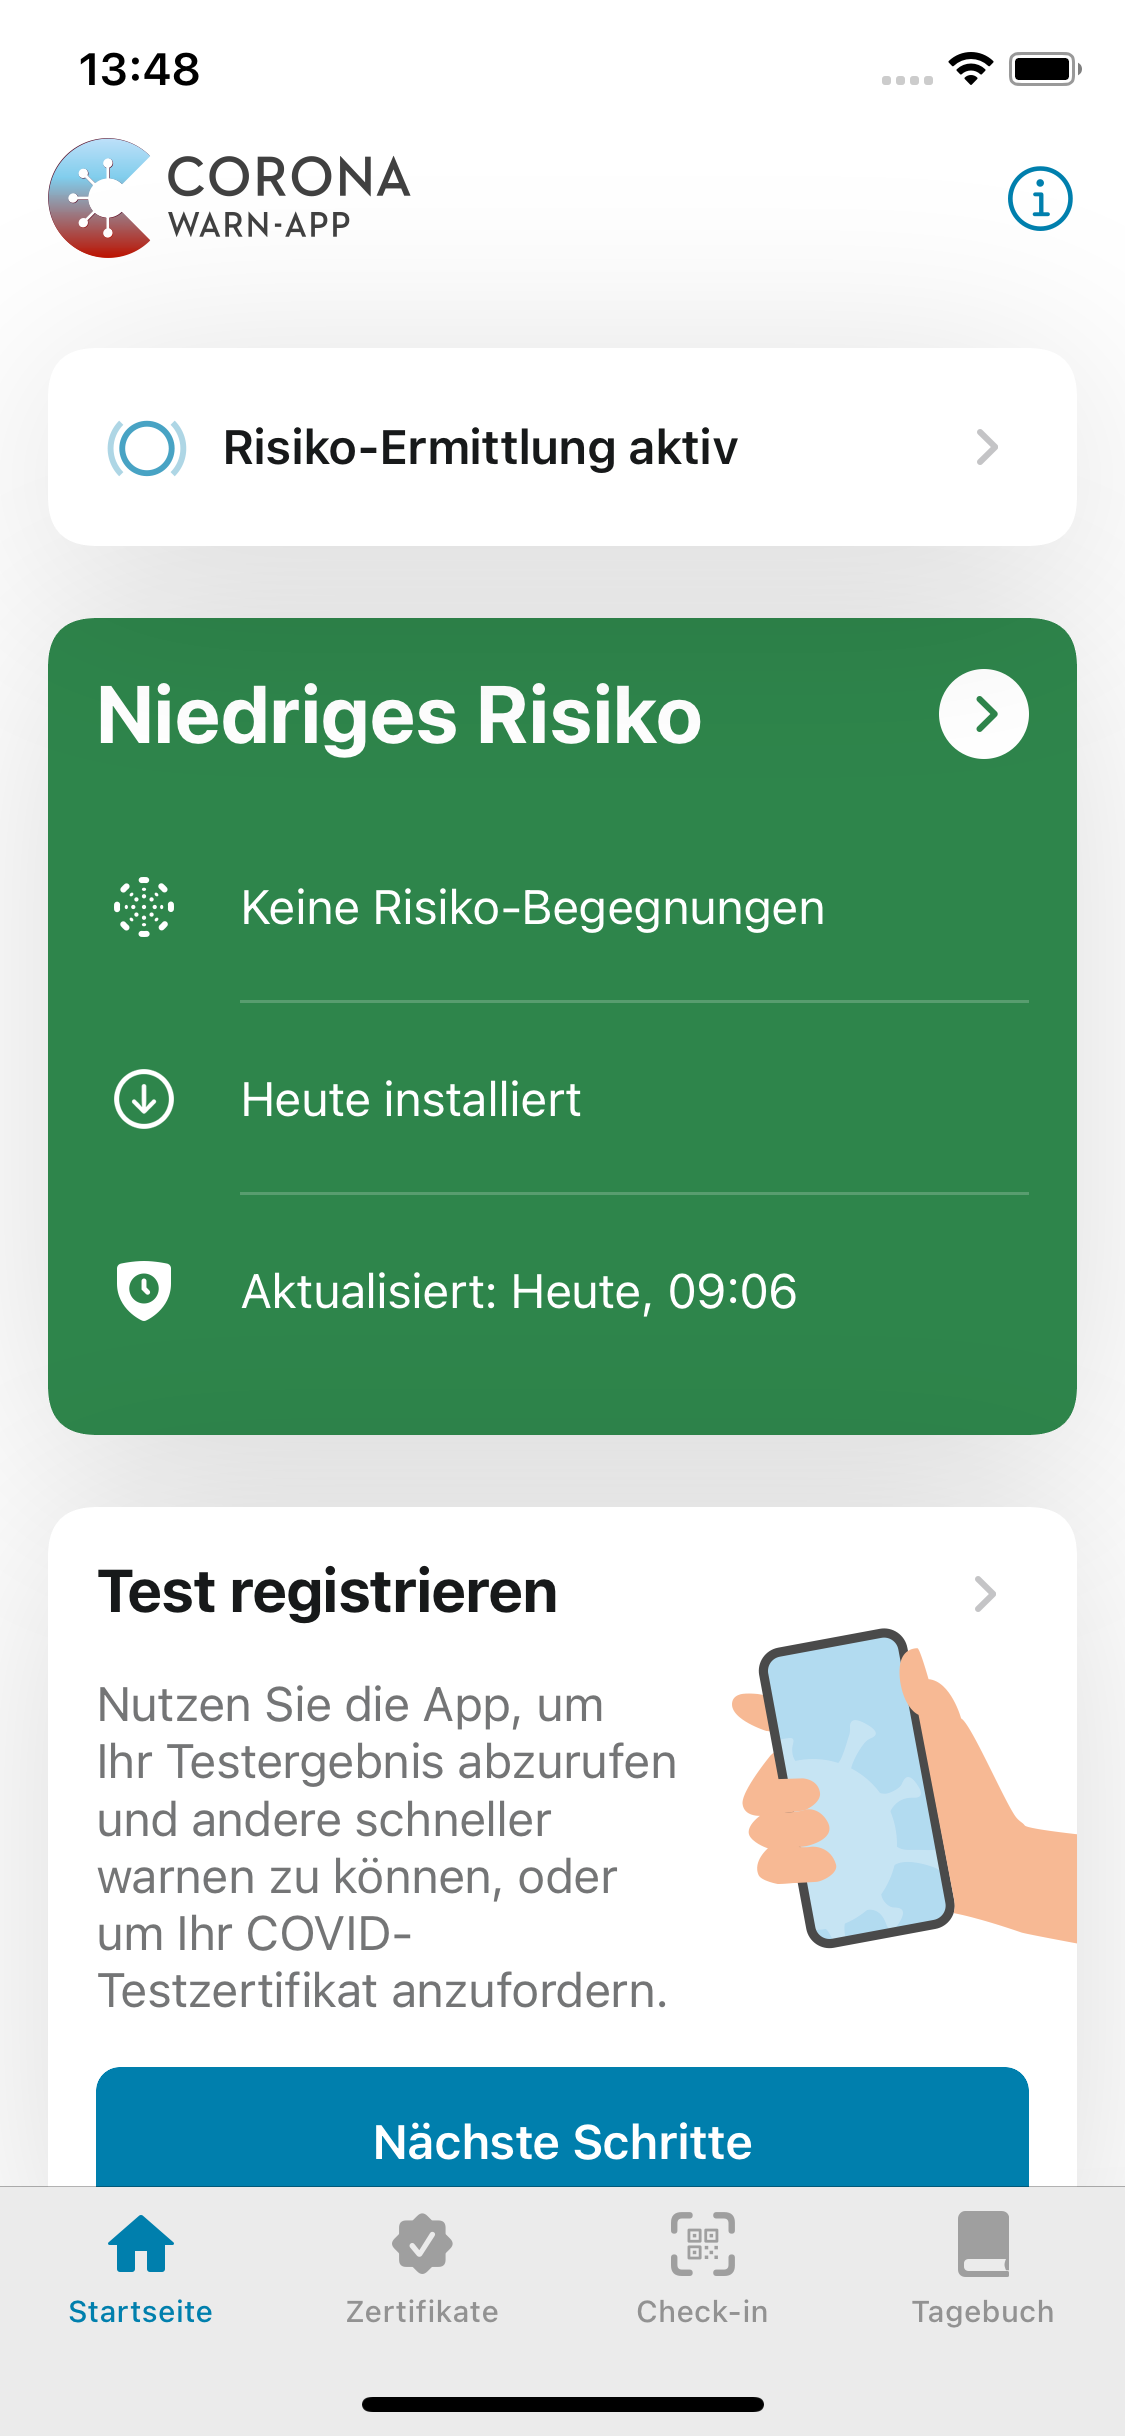 13:48
CORONA
WARN-APP
Risiko-Ermittlung aktiv
Niedriges Risiko
Keine Risiko-Begegnungen
Heute installiert
Aktualisiert: Heute, 09:06
Test registrieren
Nutzen Sie die App, um
Ihr Testergebnis abzurufen
und andere schneller
warnen zu können, oder
um Ihr COVID-
Testzertifikat anzufordern.
Nächste Schritte
Startseite
Zertifikate
Check-in
Tagebuch